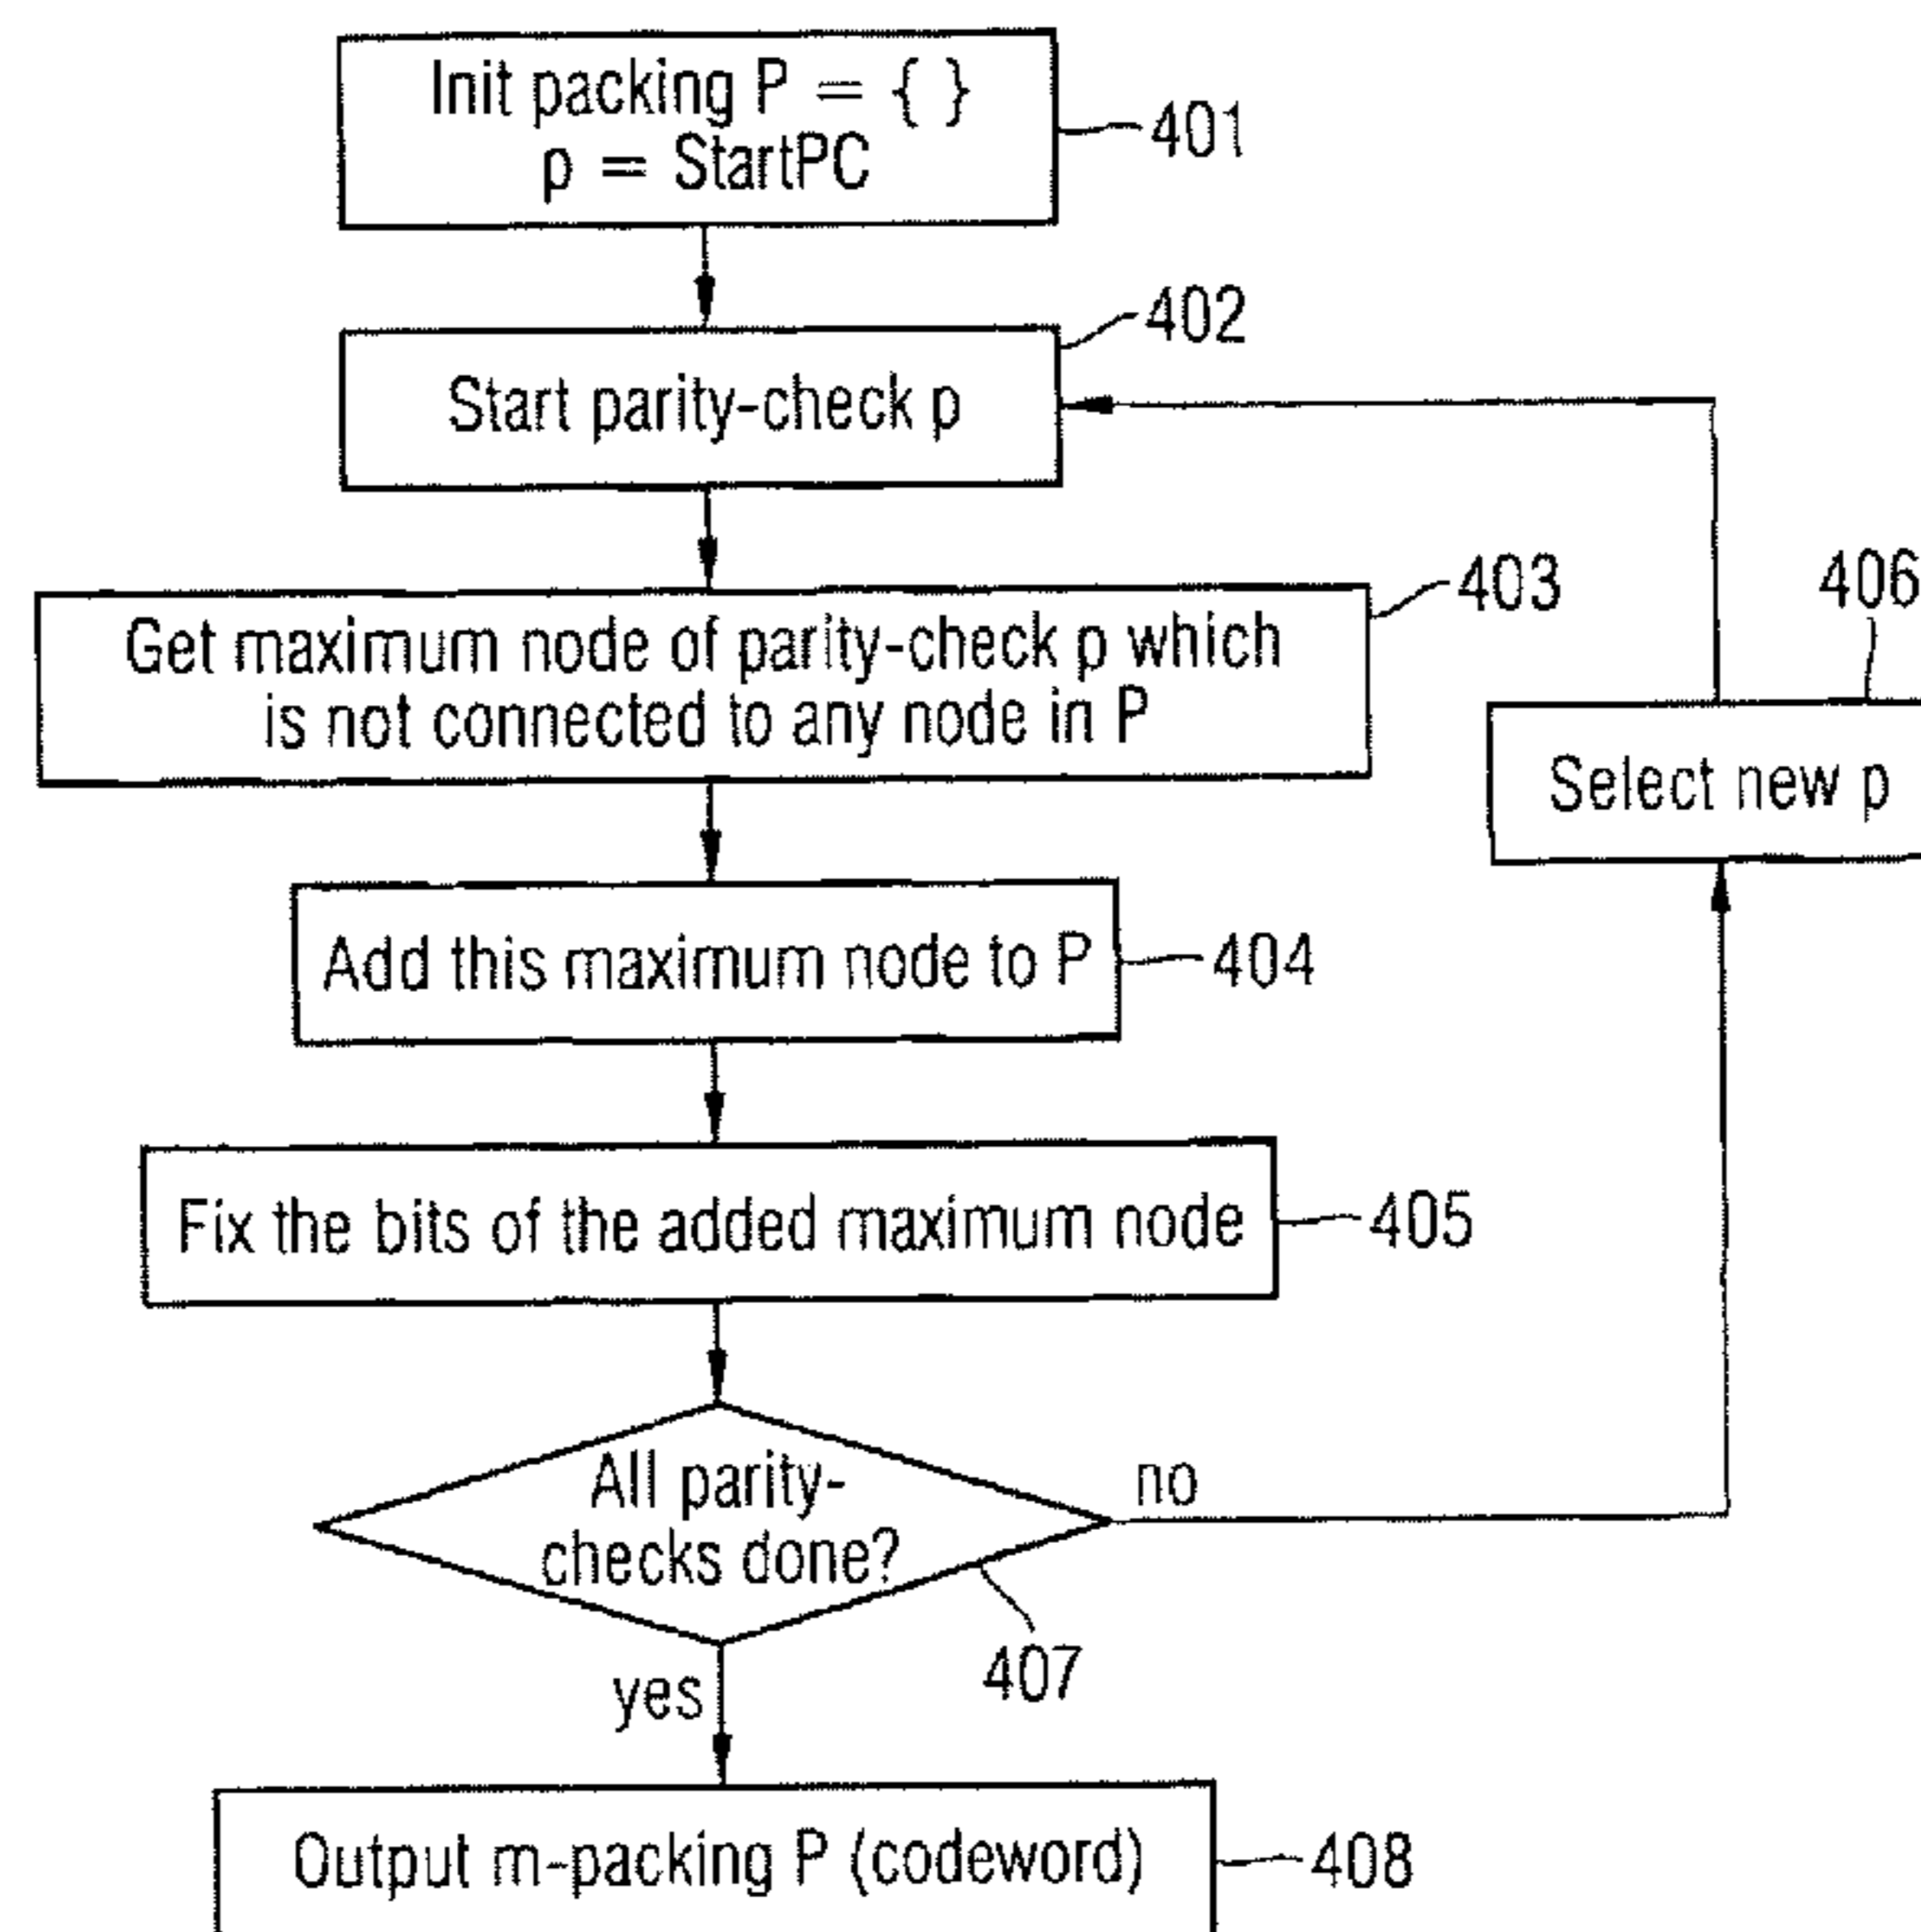 Init packing P = { }
p = StartPC
401
402
Start parity-check p
403
Get maximum node of parity-check p which
is not connected to any node in P
406
Select new p
Add this maximum node to P
404
Fix the bits of the added maximum node
405
All parity-
checks done?
no
407
yes
Output m-packing P (codeword)
408